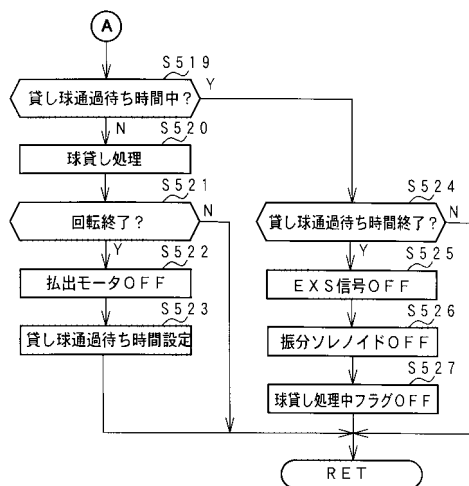 A
S519
貸し球通過待ち時間中？
Y
N
S520
球貸し処理
S521
回転終了？
N
Y
S522
払出モータOFF
S523
貸し球通過待ち時間設定
S524
貸し球通過待ち時間終了？
N
Y
S525
EXS信号OFF
S526
振分ソレノイドOFF
S527
球貸し処理中フラグOFF
RET